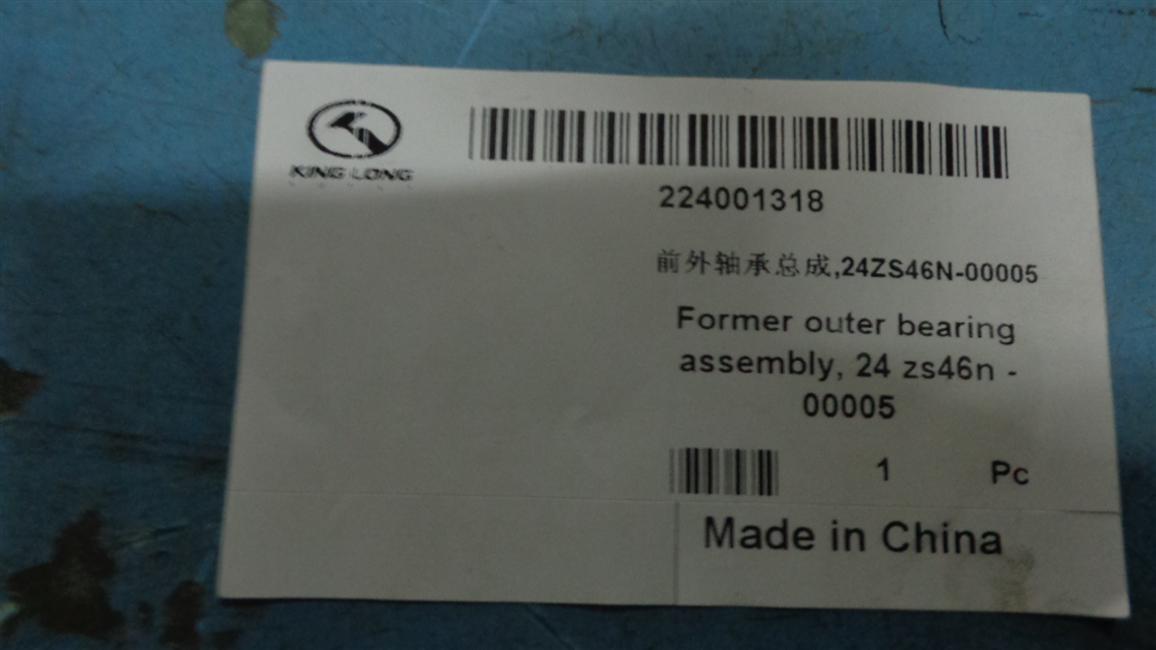 KING LONG
224001318
前外轴承总成,24ZS46N-00005
Former outer bearing
assembly, 24 zs46n -
00005
1 Pc
Made in China